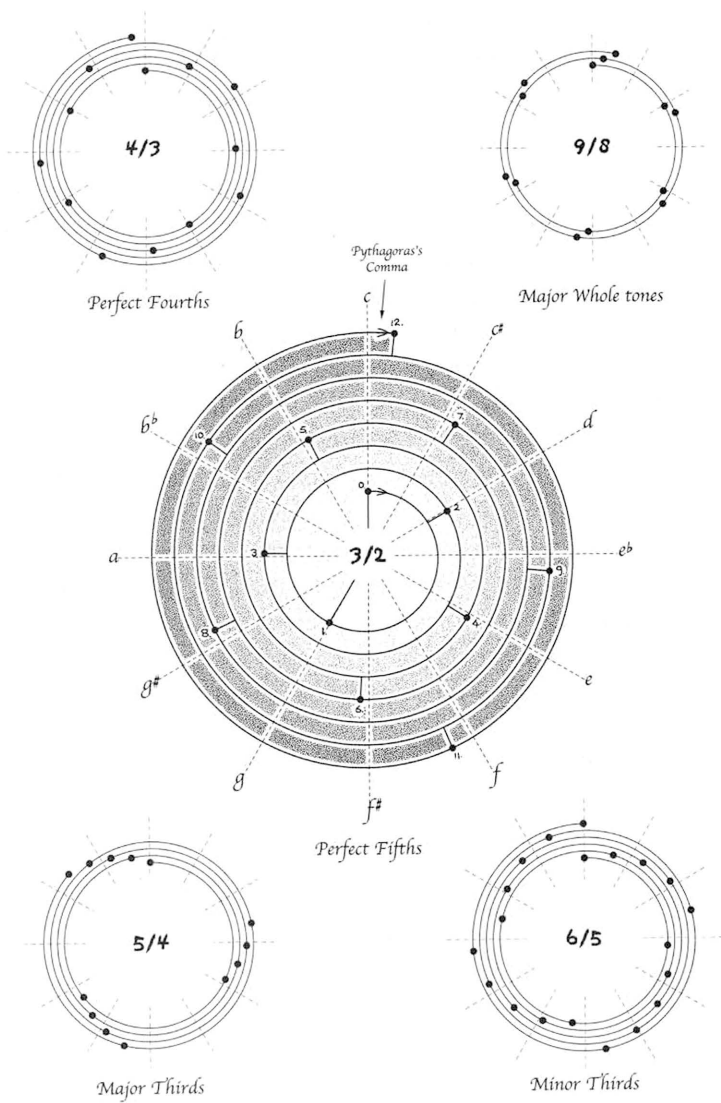 4/3
9/8
Perfect Fourths
Major Whole tones
Pythagoras's
Comma
c
12.
b
c#
10.
5.
7.
b♭
d
0
2
a
3.
3/2
e♭
9
1.
4.
8.
6.
g#
e
11.
g
f
f#
Perfect Fifths
5/4
6/5
Major Thirds
Minor Thirds